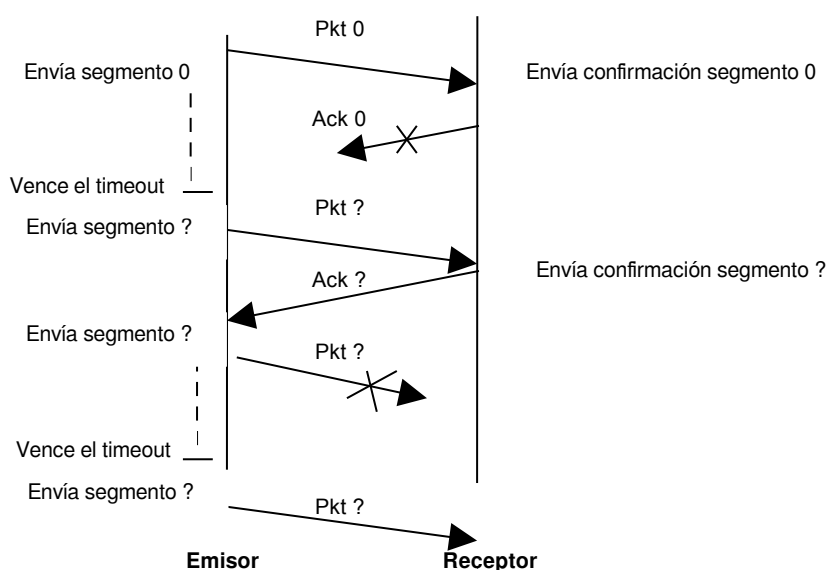 Pkt 0
Envía segmento 0
Envía confirmación segmento 0
Ack 0
Vence el timeout
Pkt ?
Envía segmento ?
Envía confirmación segmento ?
Ack ?
Envía segmento ?
Pkt ?
Vence el timeout
Envía segmento ?
Pkt ?
Emisor
Receptor